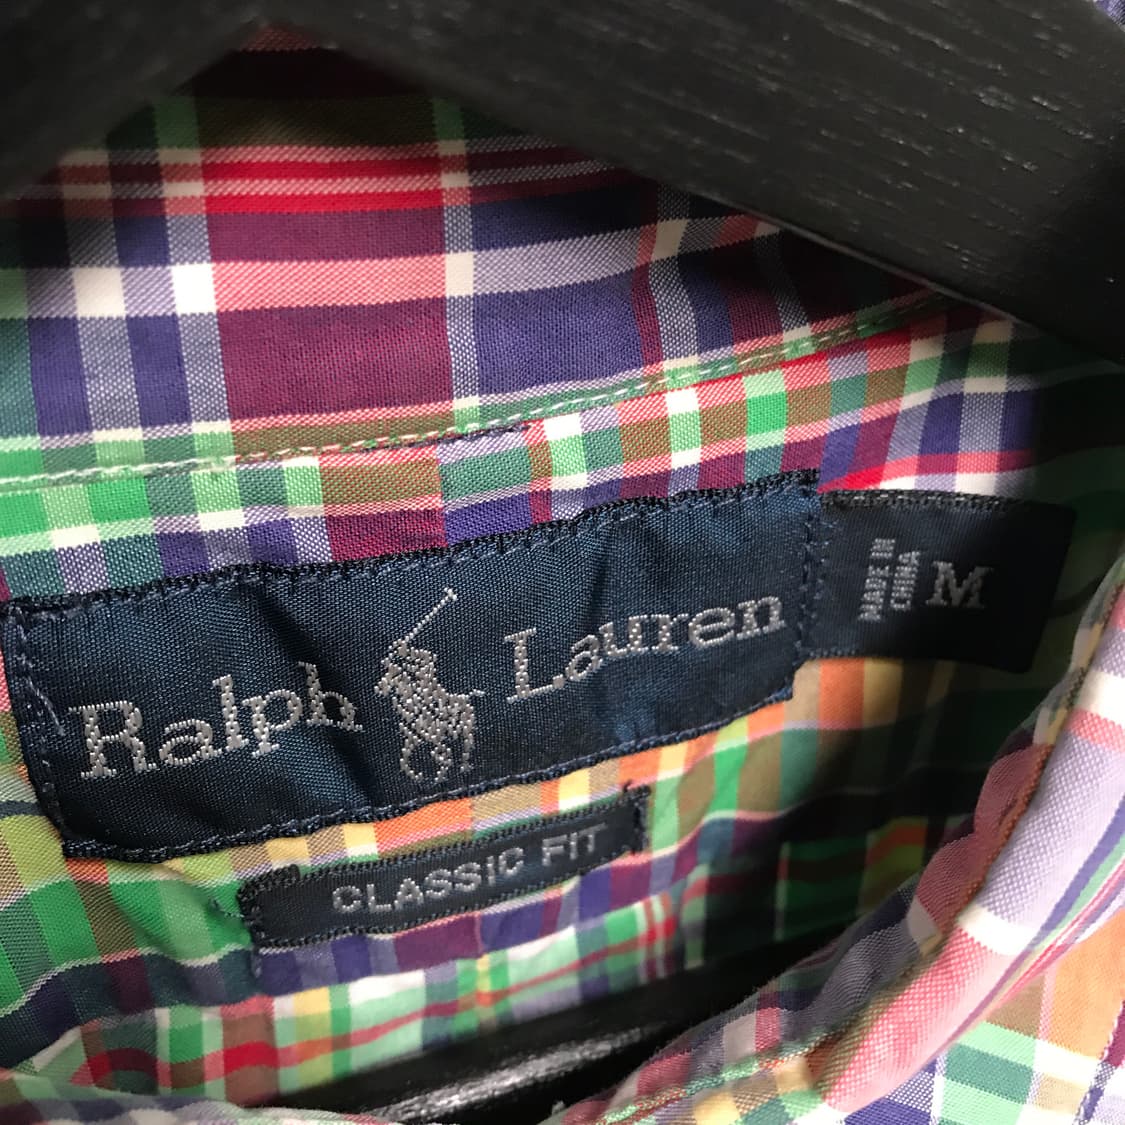 Ralph Lauren
MADE IN
CHINA
M
CLASSIC FIT